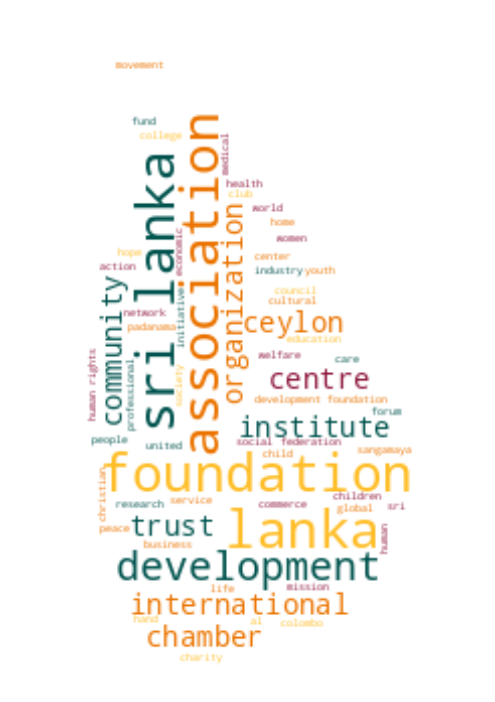 movement
fund
college
association
medical
sri lanka
health
club
world
organization
home
women
economic
hope
center
action
industry
youth
community
initiative
council
cultural
network
padanama
ceylon
education
human rights
professional
society
welfare
care
centre
development foundation
forum
institute
people
united
social federation
child
sangamaya
foundation
christian
research
service
children
commerce
global
sri
peace
trust
lanka
human
business
development
life
mission
international
hand
al
colombo
chamber
charity